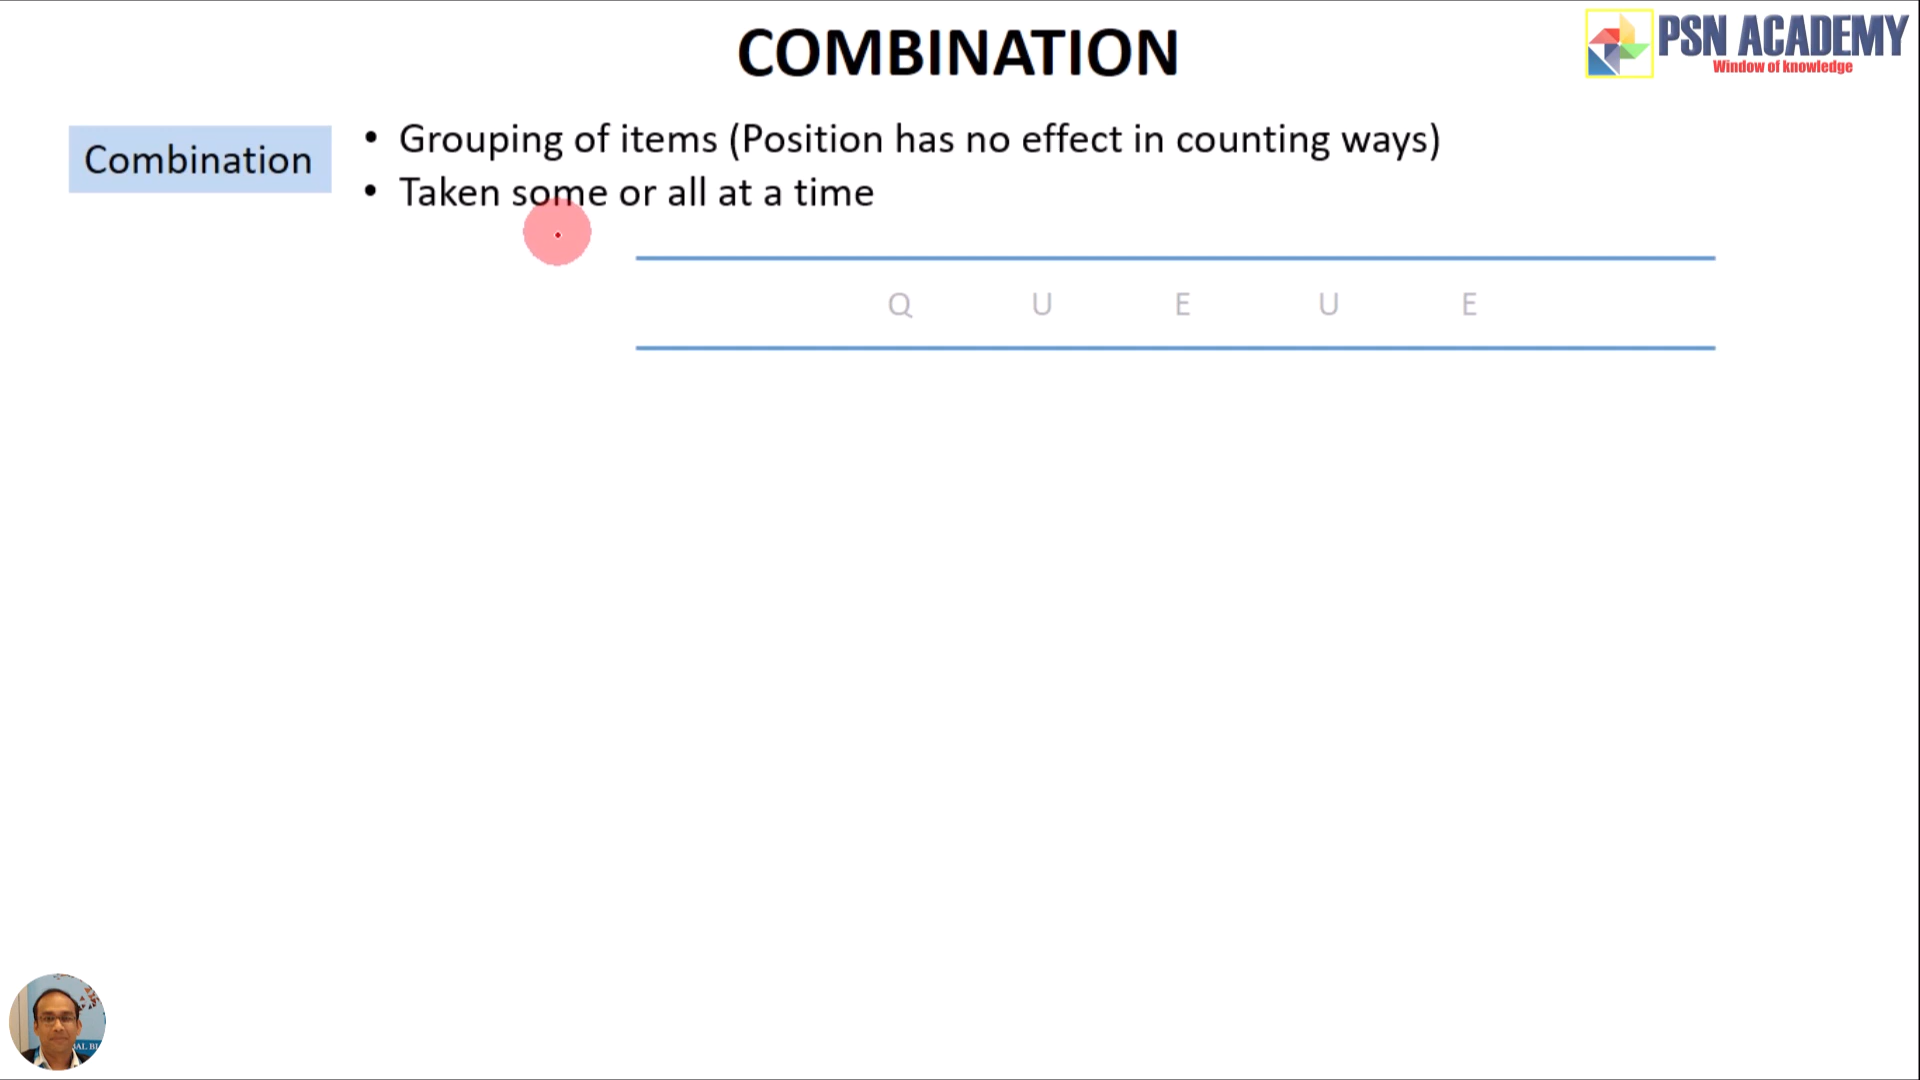 COMBINATION
PSN ACADEMY
Window of knowledge
Combination
• Grouping of items (Position has no effect in counting ways)
• Taken some or all at a time
Q U E U E